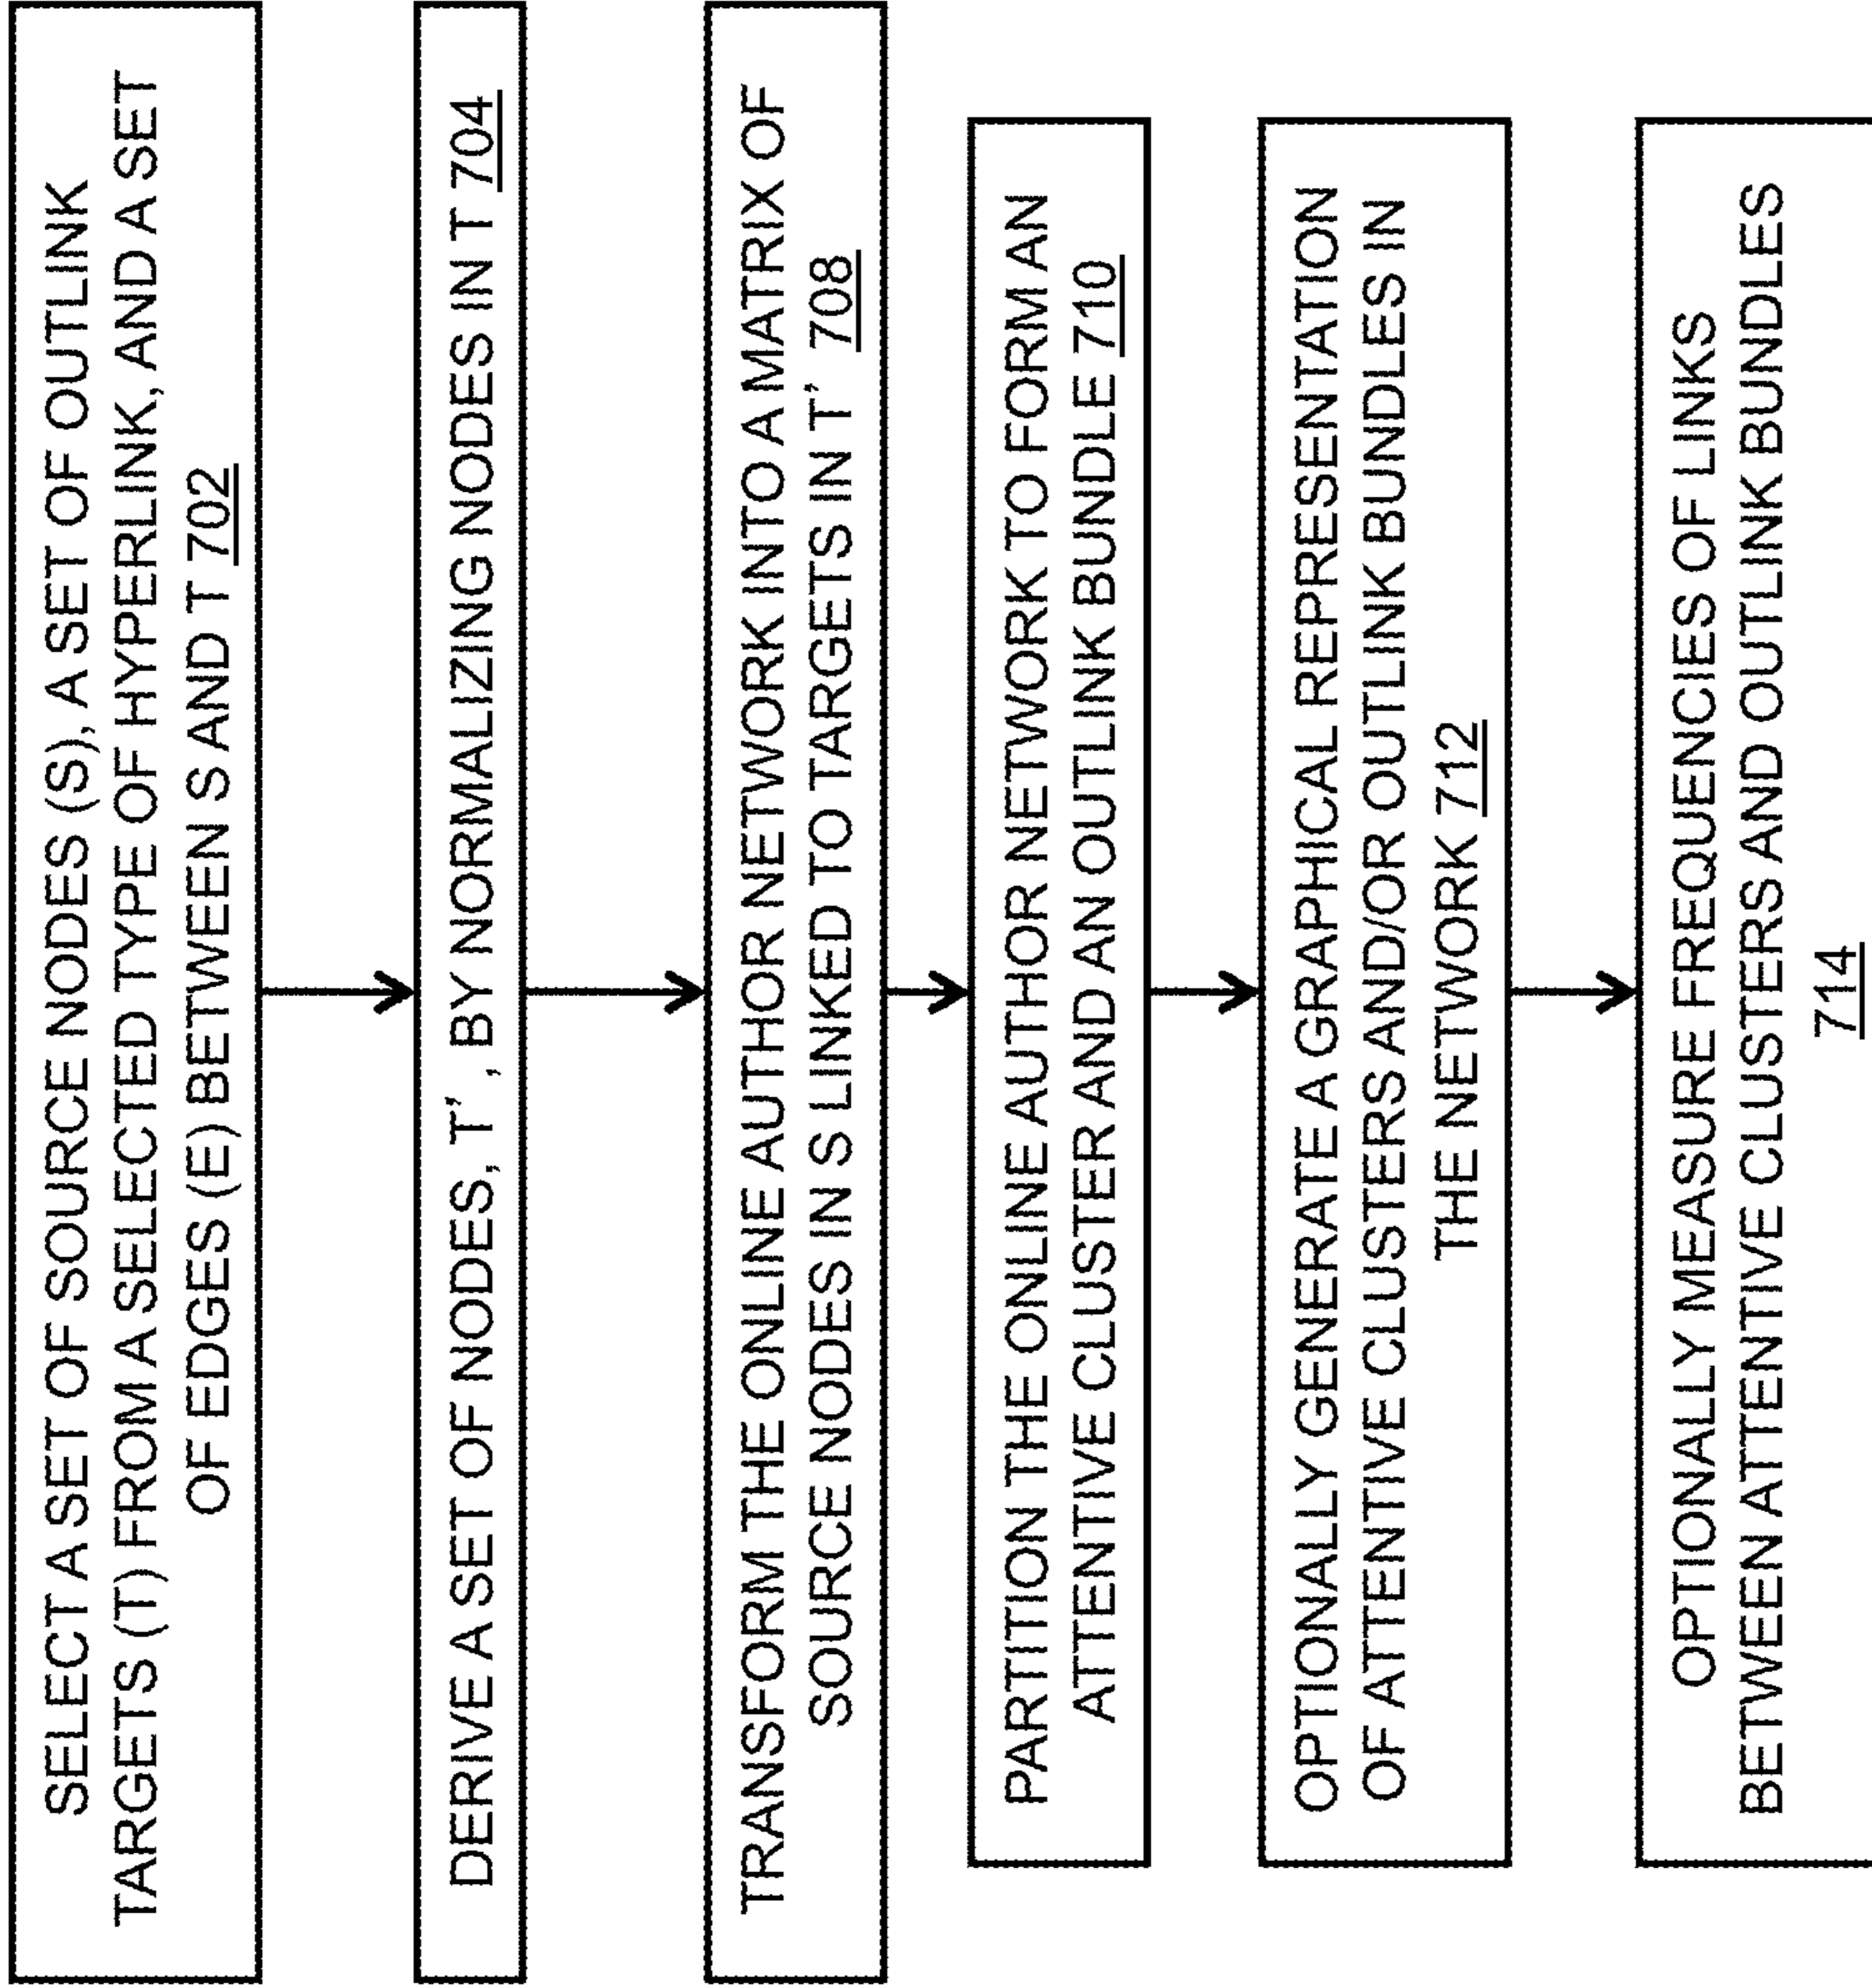 SELECT A SET OF SOURCE NODES (S), A SET OF OUTLINK
TARGETS (T) FROM A SELECTED TYPE OF HYPERLINK, AND A SET
OF EDGES (E) BETWEEN S AND T 702
DERIVE A SET OF NODES, T', BY NORMALIZING NODES IN T 704
TRANSFORM THE ONLINE AUTHOR NETWORK INTO A MATRIX OF
SOURCE NODES IN S LINKED TO TARGETS IN T' 708
PARTITION THE ONLINE AUTHOR NETWORK TO FORM AN
ATTENTIVE CLUSTER AND AN OUTLINK BUNDLE 710
OPTIONALLY GENERATE A GRAPHICAL REPRESENTATION
OF ATTENTIVE CLUSTERS AND/OR OUTLINK BUNDLES IN
THE NETWORK 712
OPTIONALLY MEASURE FREQUENCIES OF LINKS
BETWEEN ATTENTIVE CLUSTERS AND OUTLINK BUNDLES
714